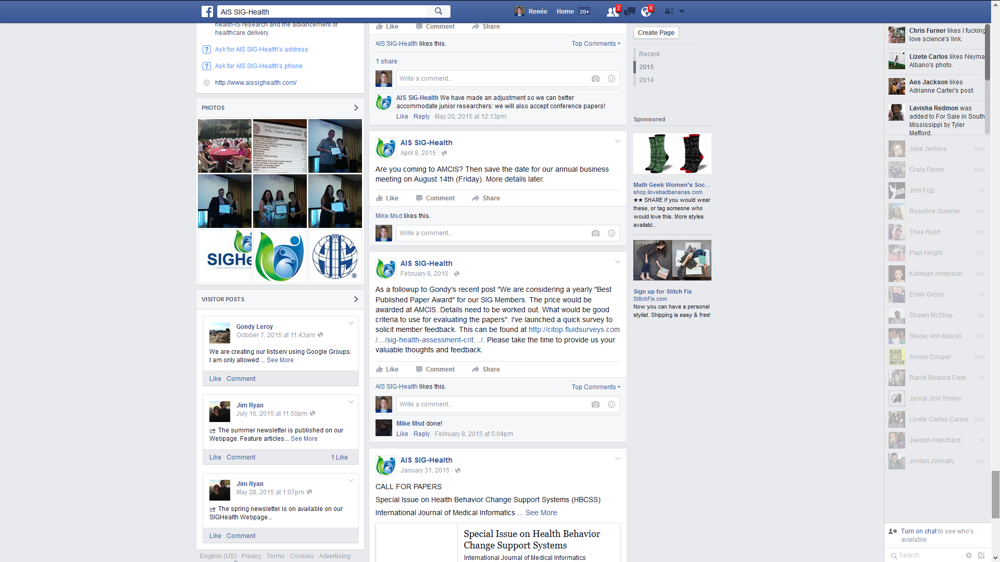 AIS SIG-Health
Renée
Home 20+
2
8
health-IS research and the advancement of
healthcare delivery.
Ask for AIS SIG-Health's address
Ask for AIS SIG-Health's phone
http://www.aissighealth.com/
PHOTOS
Congratulations to Outstanding
SIGs, Chapters, and Colleges
SIGHe
VISITOR POSTS
Gondy Leroy
October 7, 2015 at 11:43am
We are creating our listserv using Google Groups.
I am only allowed ... See More
Like · Comment
Jim Ryan
July 16, 2015 at 11:50pm
The summer newsletter is published on our
Webpage. Feature articles... See More
Like · Comment
1 Like
Jim Ryan
May 28, 2015 at 1:07pm
The spring newsletter is on available on our
SIGHealth Webpage...
Like · Comment
English (US) · Privacy · Terms · Cookies · Advertising ·
Like Comment Share
AIS SIG-Health likes this.
Top Comments
1 share
Write a comment...
AIS SIG-Health We have made an adjustment so we can better
accommodate junior researchers: we will also accept conference papers!
Like · Reply · May 20, 2015 at 12:13pm
AIS SIG-Health
April 8, 2015 ·
Are you coming to AMCIS? Then save the date for our annual business
meeting on August 14th (Friday). More details later.
Like Comment Share
Mike Msd likes this.
Write a comment...
AIS SIG-Health
February 8, 2015 ·
As a followup to Gondy's recent post "We are considering a yearly "Best
Published Paper Award" for our SIG Members. The price would be
awarded at AMCIS. Details need to be worked out. What would be good
criteria to use for evaluating the papers". I've launched a quick survey to
solicit member feedback. This can be found at http://citop.fluidsurveys.com
/…/sig-health-assessment-crit…/. Please take the time to provide us your
valuable thoughts and feedback.
Like Comment Share
AIS SIG-Health likes this.
Top Comments
Write a comment...
Mike Msd done!
Like · Reply · February 8, 2015 at 5:04pm
AIS SIG-Health
January 31, 2015 ·
CALL FOR PAPERS
Special Issue on Health Behavior Change Support Systems (HBCSS)
International Journal of Medical Informatics ... See More
Special Issue on Health Behavior
Change Support Systems
International Journal of Medical Informatics
Create Page
Recent
2015
2014
Sponsored
Math Geek Women's Soc...
shop.ilovebadbananas.com
★★ SHARE if you would wear
these, or tag someone who
would love this. More styles
availabl...
STITCH FIX
Sign up for Stitch Fix
StitchFix.com
Now you can have a personal
stylist. Shipping is easy & free!
Chris Furner likes I fucking
love science's link.
Lizete Carlos likes Neyma
Albano's photo.
Aes Jackson likes
Adrianne Carter's post.
Lavisha Redmon was
added to For Sale in South
Mississippi by Tyler
Mefford.
Julie Jenkins 46m
Craig Fisher 40m
Jimi Figz 1h
Roseline Guerrier 19h
Thee Rush 18h
Paul Knight 21h
Kadejah Anderson 16h
Emily Gross 1d
Shawn McShay 9h
Stacey Ann Mason 17h
BLACK
LIVES
MATTER
Amber Cooper 20m
Randl Brianna Dent 1h
Jamal Jimi Smiley
Linete Carlos Carlos 20m
Jaedon Hanchard 1h
Jordan Johnally 15h
Turn on chat to see who's
available.
Search